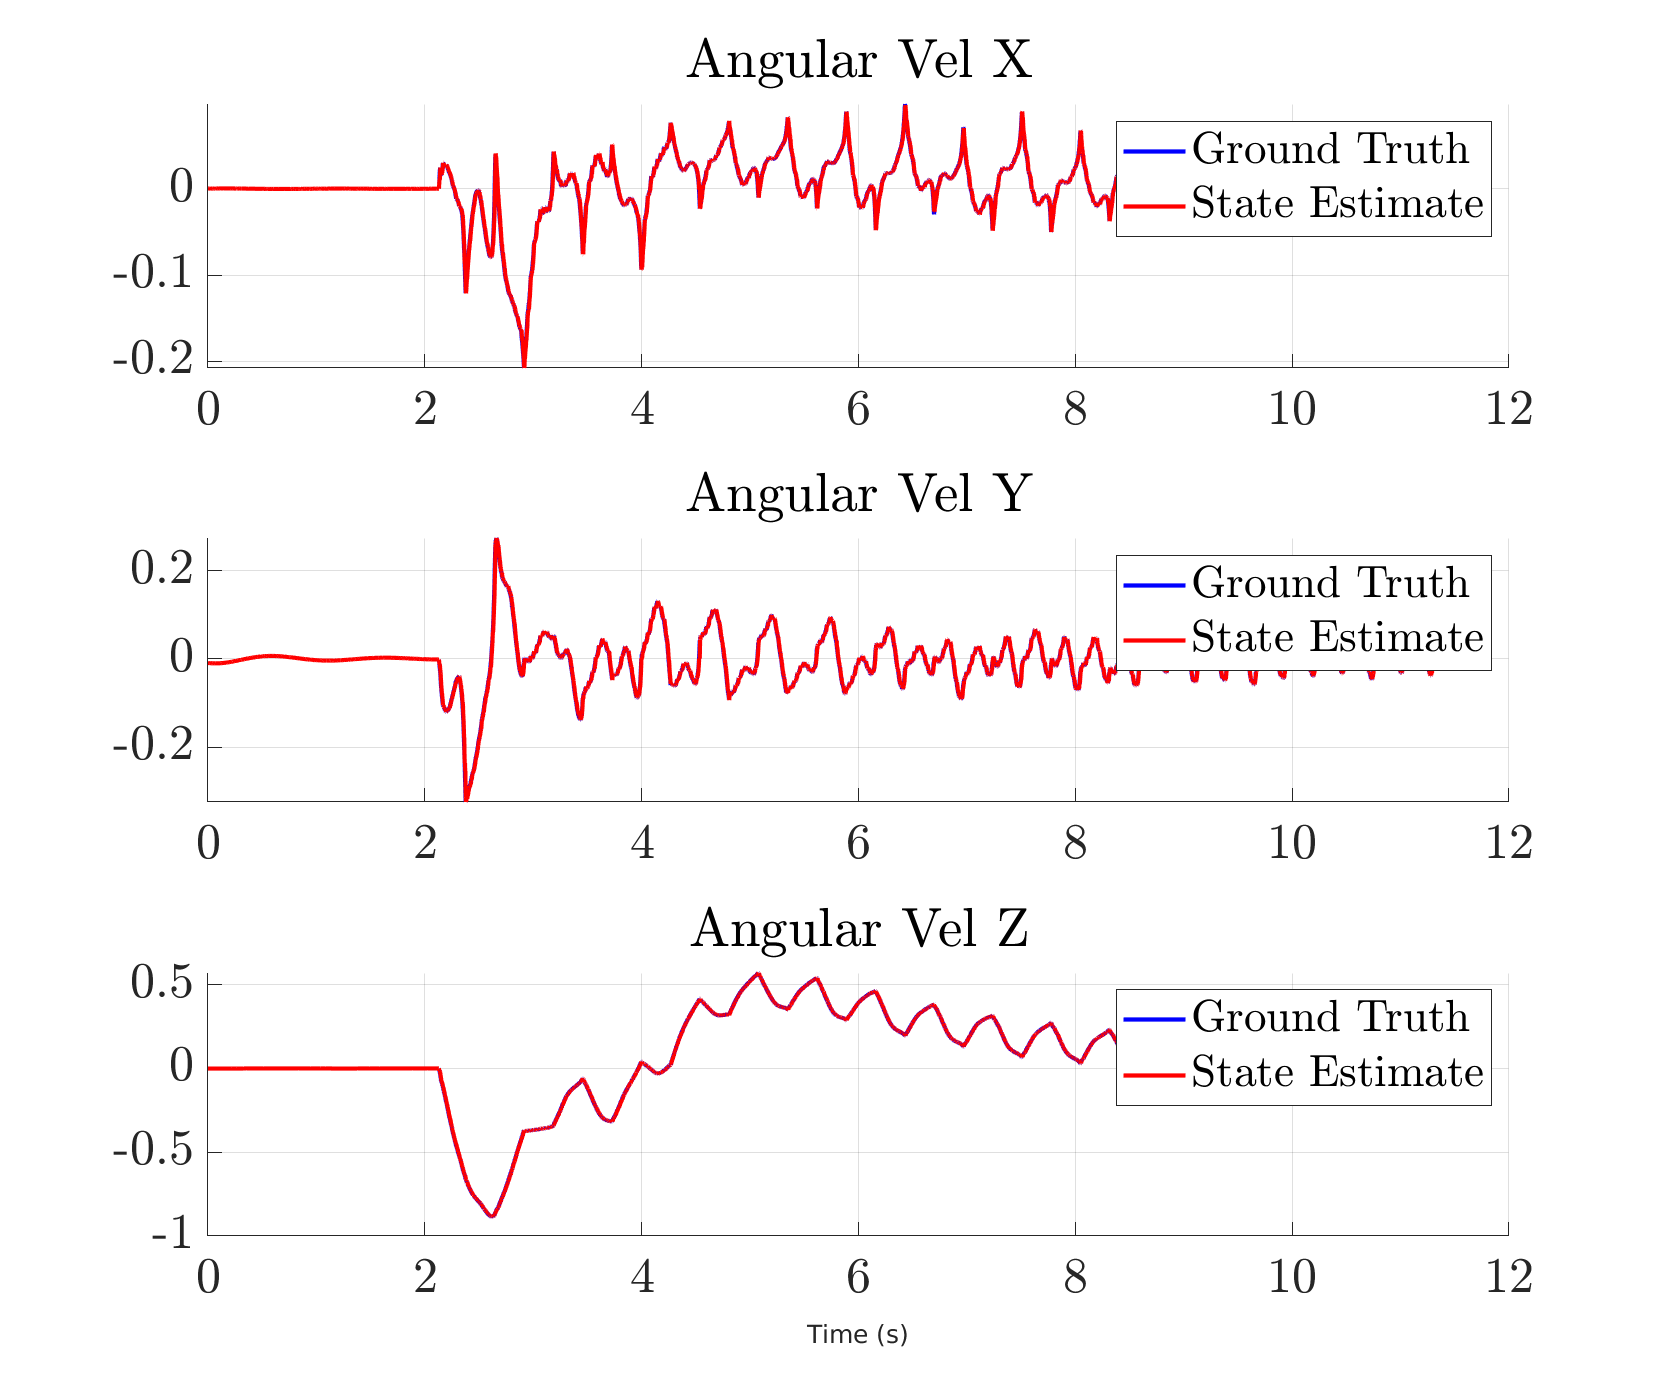 Angular Vel X
Ground Truth
State Estimate
0
-0.1
-0.2
0 2 4 6 8 10 12
Angular Vel Y
Ground Truth
State Estimate
0.2
0
-0.2
0 2 4 6 8 10 12
Angular Vel Z
Ground Truth
State Estimate
0.5
0
-0.5
-1
0 2 4 6 8 10 12
Time (s)